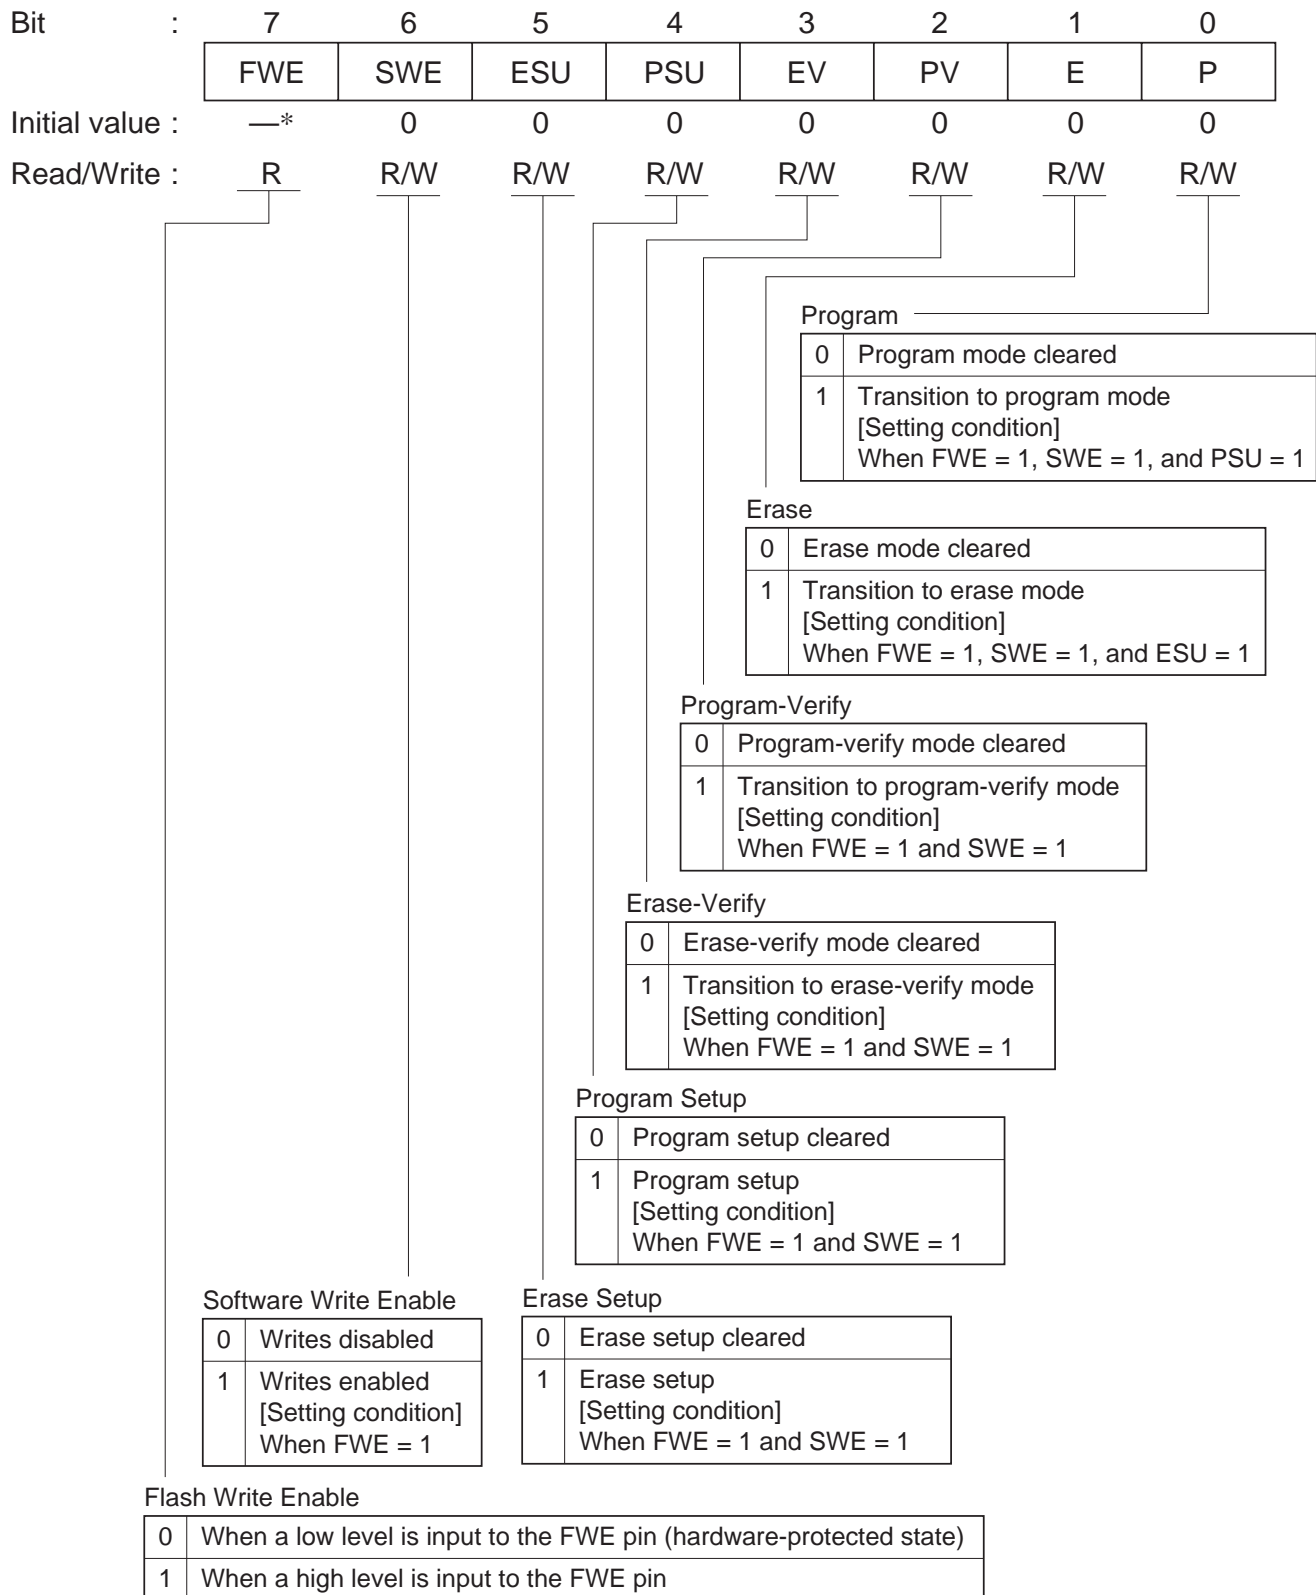 Bit : 7 6 5 4 3 2 1 0
FWE SWE ESU PSU EV PV E P
Initial value : —* 0 0 0 0 0 0 0
Read/Write : R R/W R/W R/W R/W R/W R/W R/W
Program
0 Program mode cleared
1 Transition to program mode
[Setting condition]
When FWE = 1, SWE = 1, and PSU = 1
Erase
0 Erase mode cleared
1 Transition to erase mode
[Setting condition]
When FWE = 1, SWE = 1, and ESU = 1
Program-Verify
0 Program-verify mode cleared
1 Transition to program-verify mode
[Setting condition]
When FWE = 1 and SWE = 1
Erase-Verify
0 Erase-verify mode cleared
1 Transition to erase-verify mode
[Setting condition]
When FWE = 1 and SWE = 1
Program Setup
0 Program setup cleared
1 Program setup
[Setting condition]
When FWE = 1 and SWE = 1
Software Write Enable
0 Writes disabled
1 Writes enabled
[Setting condition]
When FWE = 1
Erase Setup
0 Erase setup cleared
1 Erase setup
[Setting condition]
When FWE = 1 and SWE = 1
Flash Write Enable
0 When a low level is input to the FWE pin (hardware-protected state)
1 When a high level is input to the FWE pin